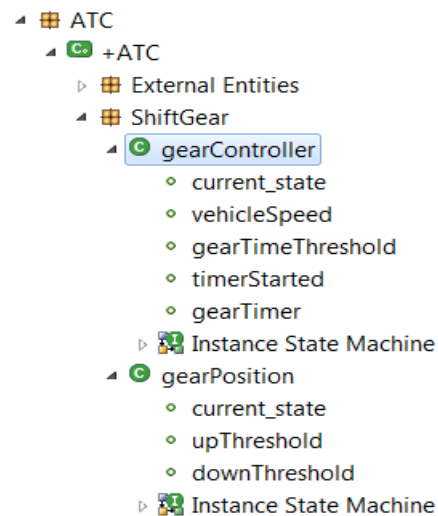 ATC
+ATC
External Entities
ShiftGear
gearController
current_state
vehicleSpeed
gearTimeThreshold
timerStarted
gearTimer
Instance State Machine
gearPosition
current_state
upThreshold
downThreshold
Instance State Machine